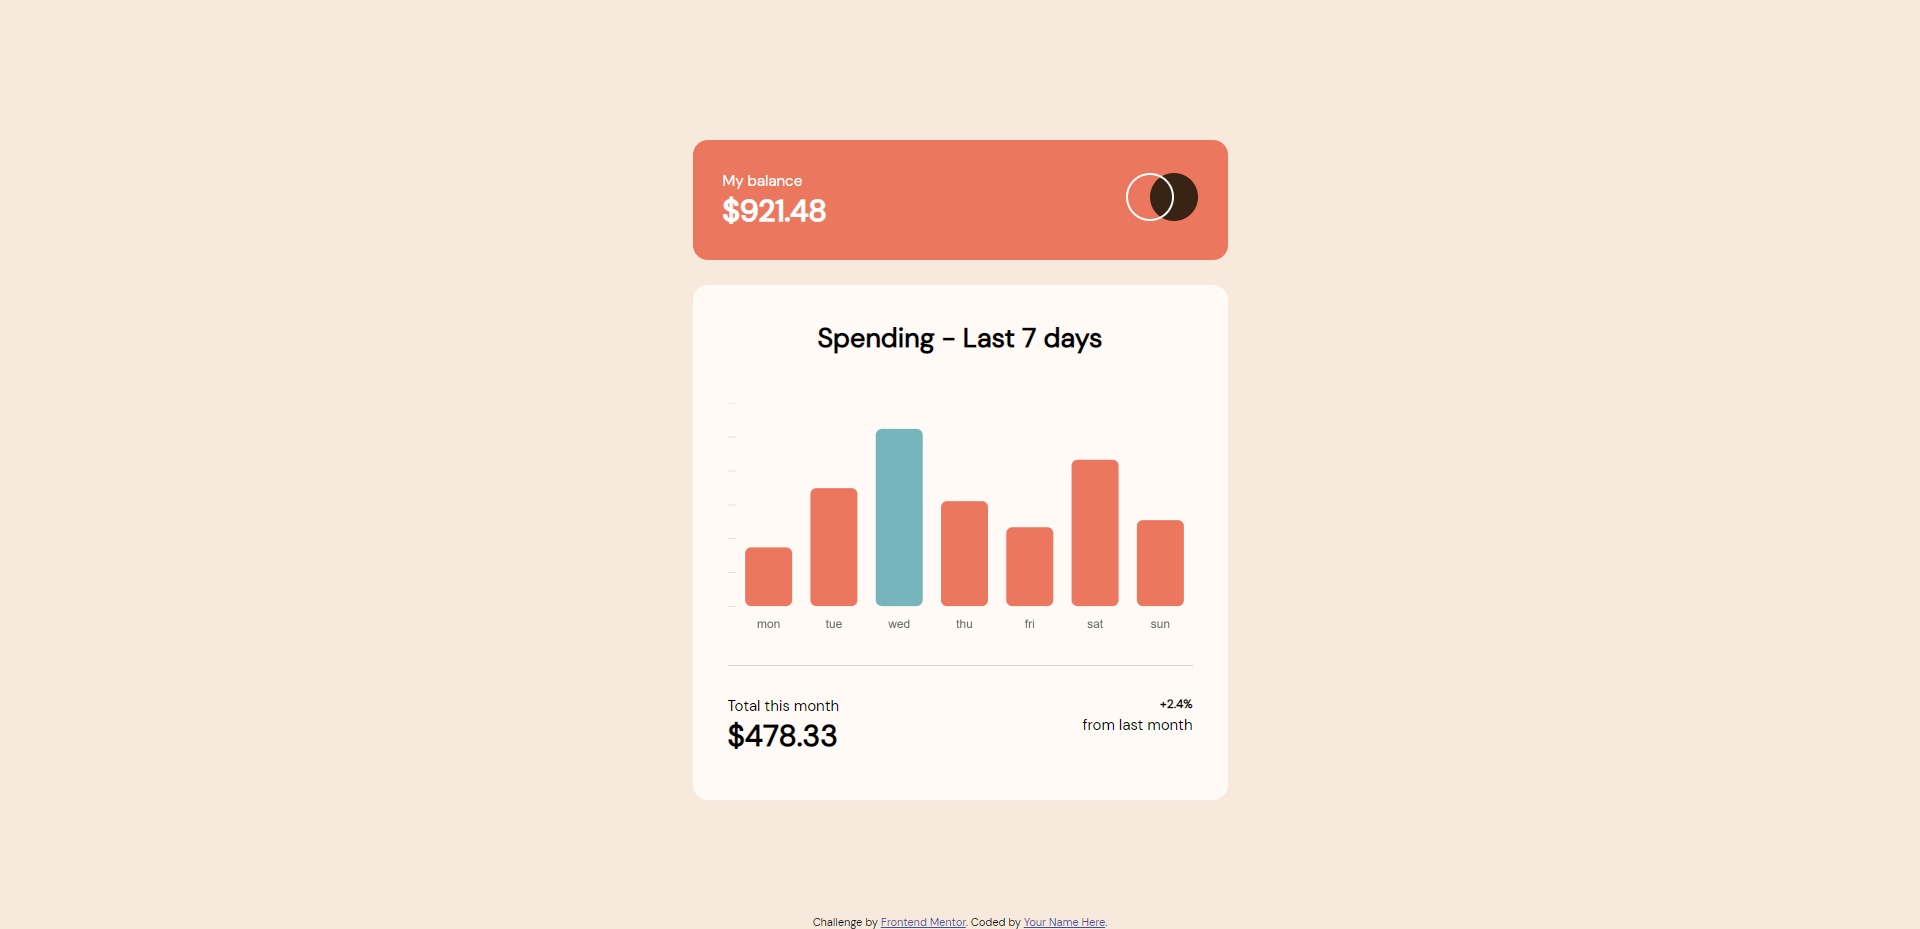 My balance
$921.48
Spending - Last 7 days
mon tue wed thu fri sat sun
Total this month
$478.33
+2.4%
from last month
Challenge by Frontend Mentor. Coded by Your Name Here.